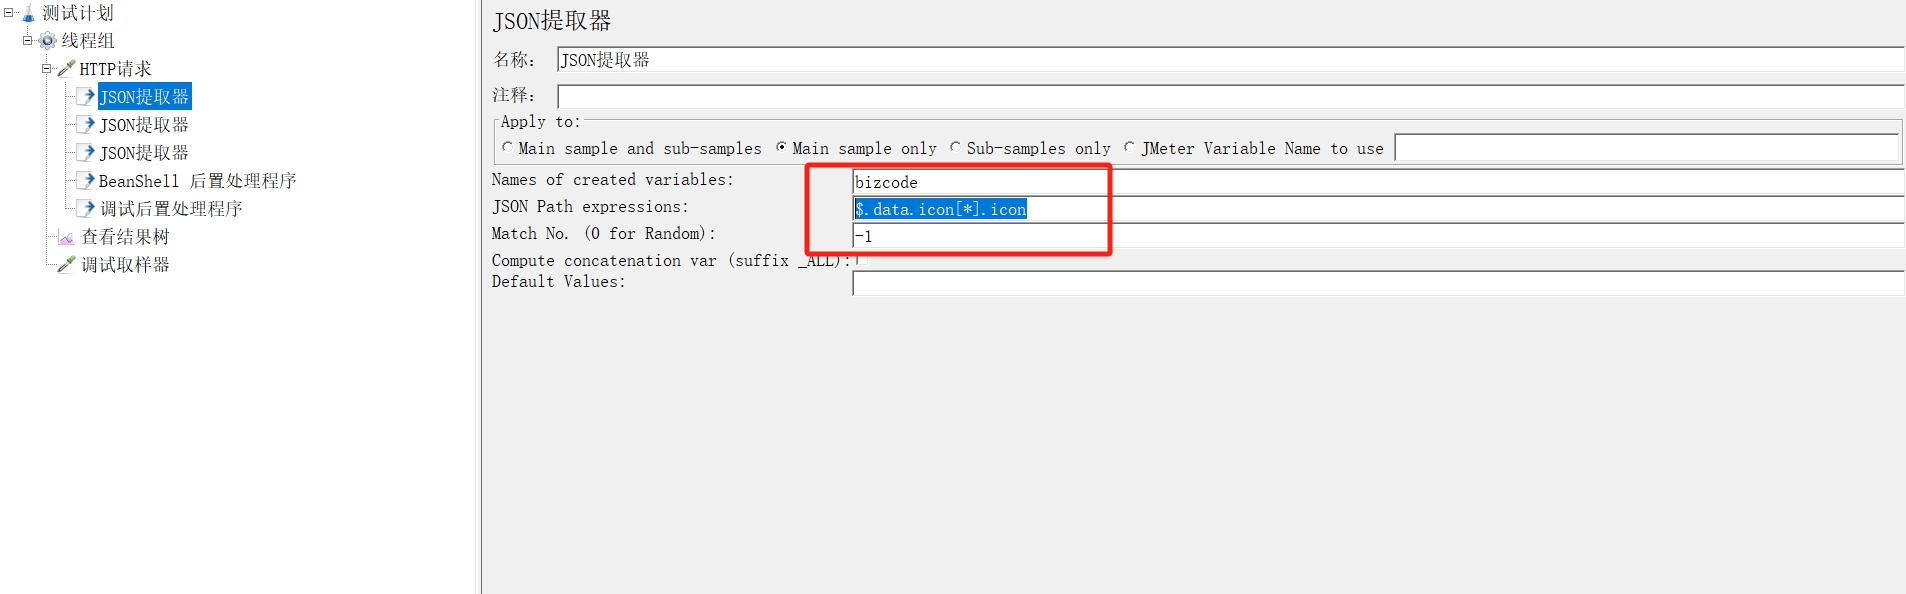 测试计划
线程组
HTTP请求
JSON提取器
JSON提取器
JSON提取器
BeanShell 后置处理程序
调试后置处理程序
查看结果树
调试取样器
JSON提取器
名称: JSON提取器
注释:
Apply to:
Main sample and sub-samples Main sample only Sub-samples only JMeter Variable Name to use
Names of created variables: bizcode
JSON Path expressions: $.data.icon[*].icon
Match No. (0 for Random): -1
Compute concatenation var (suffix _ALL):
Default Values: